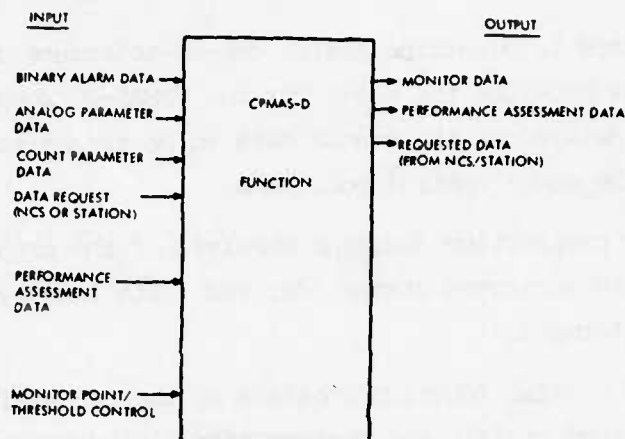 INPUT
OUTPUT
BINARY ALARM DATA
ANALOG PARAMETER
DATA
COUNT PARAMETER
DATA
DATA REQUEST
(NCS OR STATION)
PERFORMANCE
ASSESSMENT
DATA
MONITOR POINT/
THRESHOLD CONTROL
CPMAS-D
FUNCTION
MONITOR DATA
PERFORMANCE ASSESSMENT DATA
REQUESTED DATA
(FROM NCS/STATION)